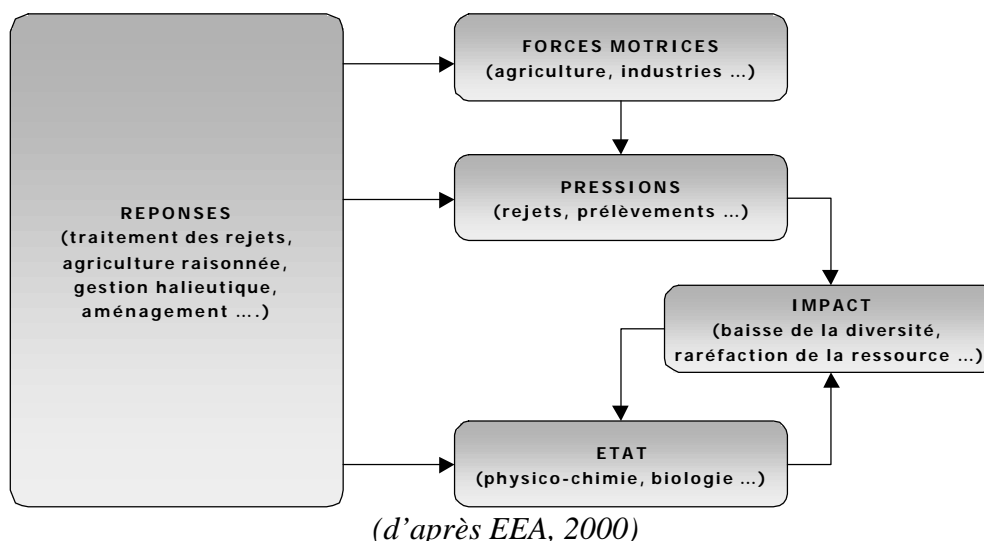 FORCES MOTRICES
(agriculture, industries …)
PRESSIONS
(rejets, prélèvements …)
REPONSES
(traitement des rejets,
agriculture raisonnée,
gestion halieutique,
aménagement ….)
IMPACT
(baisse de la diversité,
raréfaction de la ressource …)
ETAT
(physico-chimie, biologie …)
(d’après EEA, 2000)